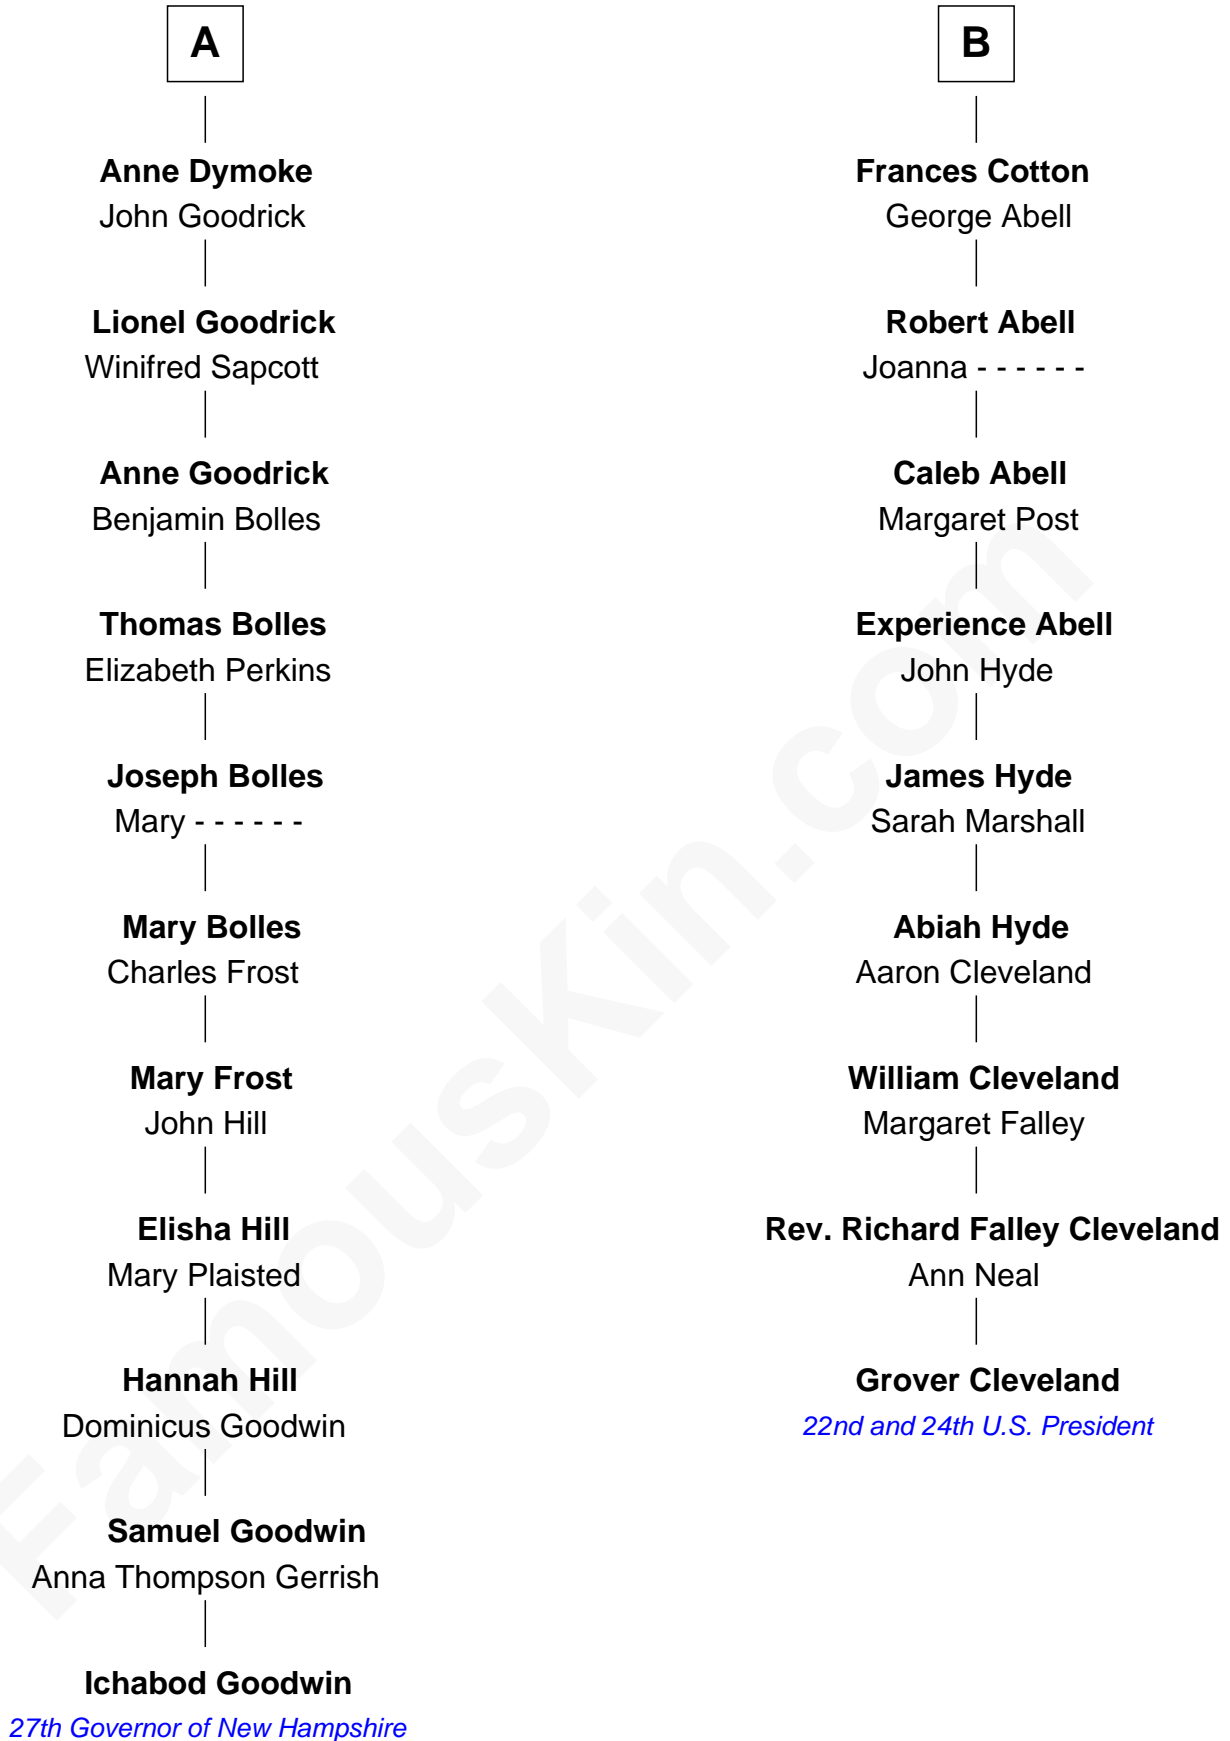 A
Anne Dymoke
John Goodrick
Lionel Goodrick
Winifred Sapcott
Anne Goodrick
Benjamin Bolles
Thomas Bolles
Elizabeth Perkins
Joseph Bolles
Mary - - - - - -
Mary Bolles
Charles Frost
Mary Frost
John Hill
Elisha Hill
Mary Plaisted
Hannah Hill
Dominicus Goodwin
Samuel Goodwin
Anna Thompson Gerrish
Ichabod Goodwin
27th Governor of New Hampshire
B
Frances Cotton
George Abell
Robert Abell
Joanna - - - - - -
Caleb Abell
Margaret Post
Experience Abell
John Hyde
James Hyde
Sarah Marshall
Abiah Hyde
Aaron Cleveland
William Cleveland
Margaret Falley
Rev. Richard Falley Cleveland
Ann Neal
Grover Cleveland
22nd and 24th U.S. President
FamousKin.com